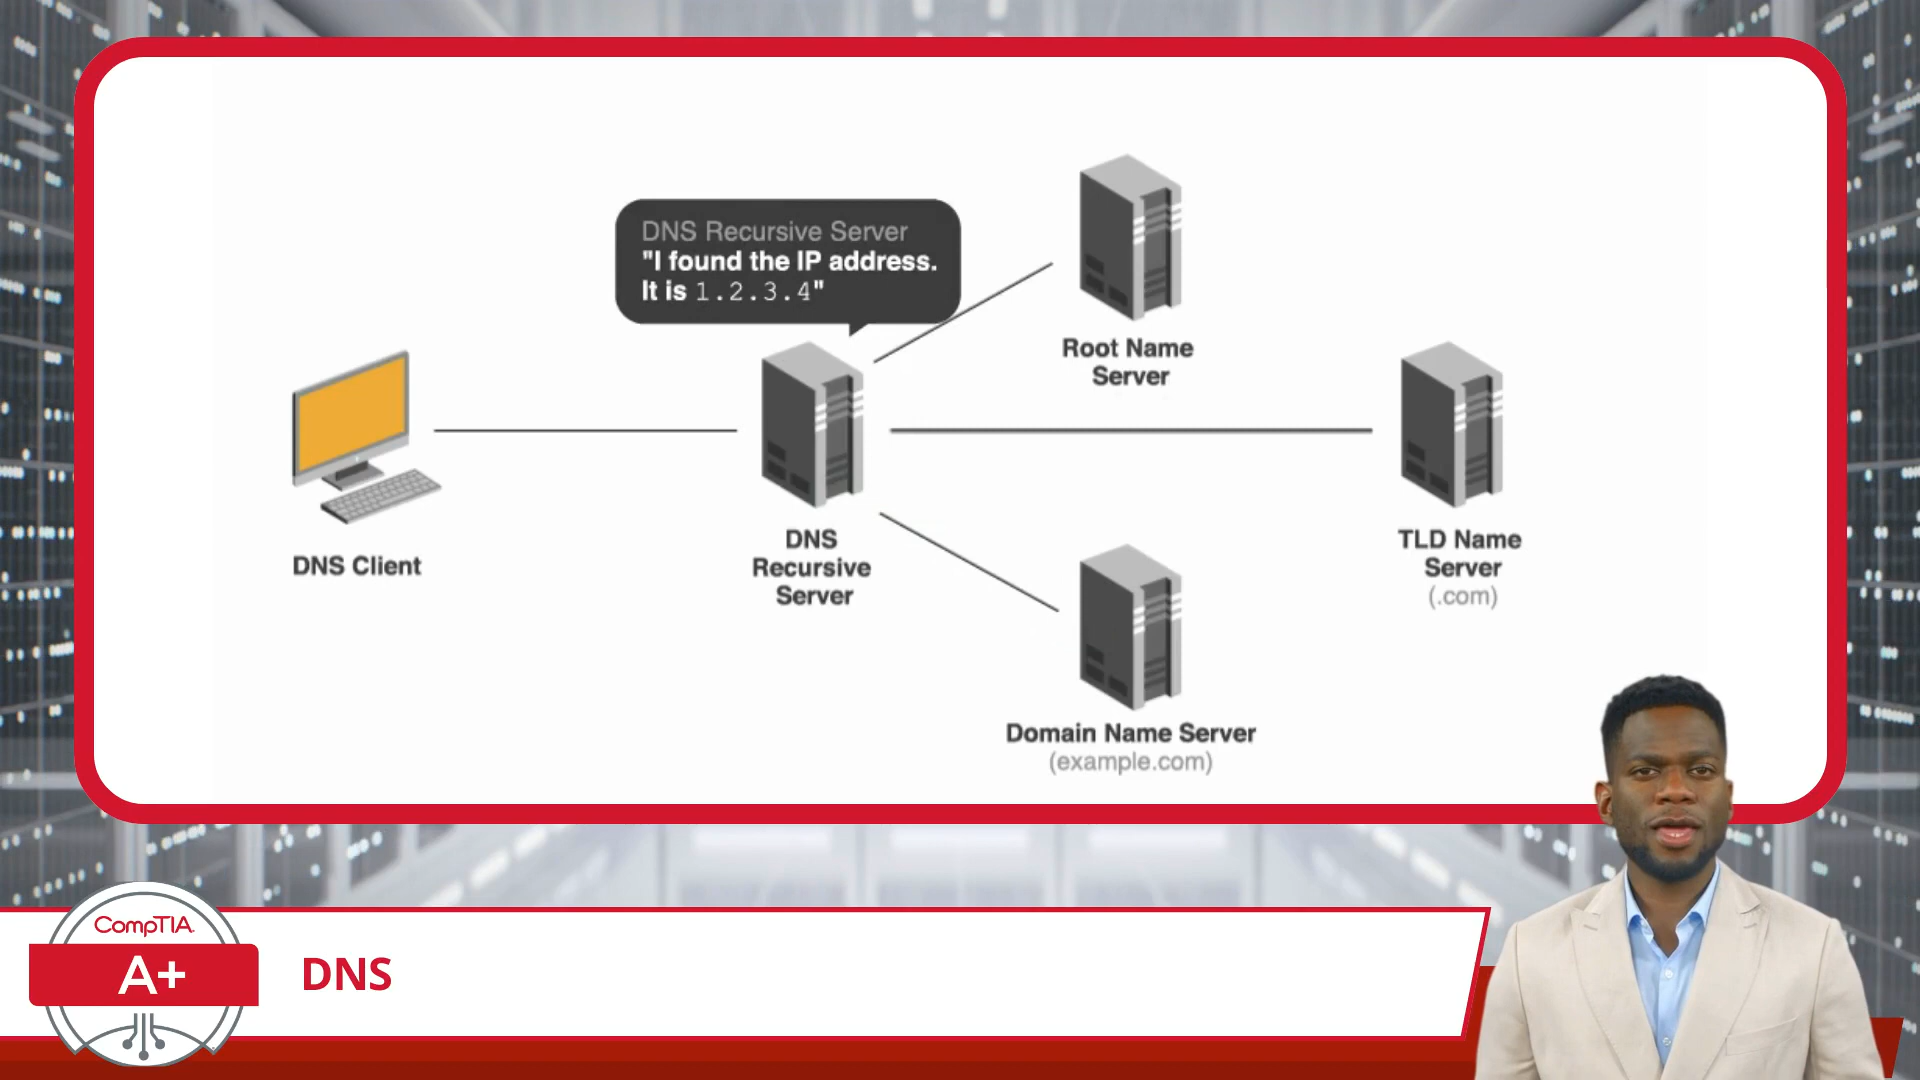 DNS Recursive Server
"I found the IP address.
It is 1.2.3.4"
Root Name
Server
DNS Client
DNS
Recursive
Server
TLD Name
Server
(.com)
Domain Name Server
(example.com)
CompTIA.
A+
DNS